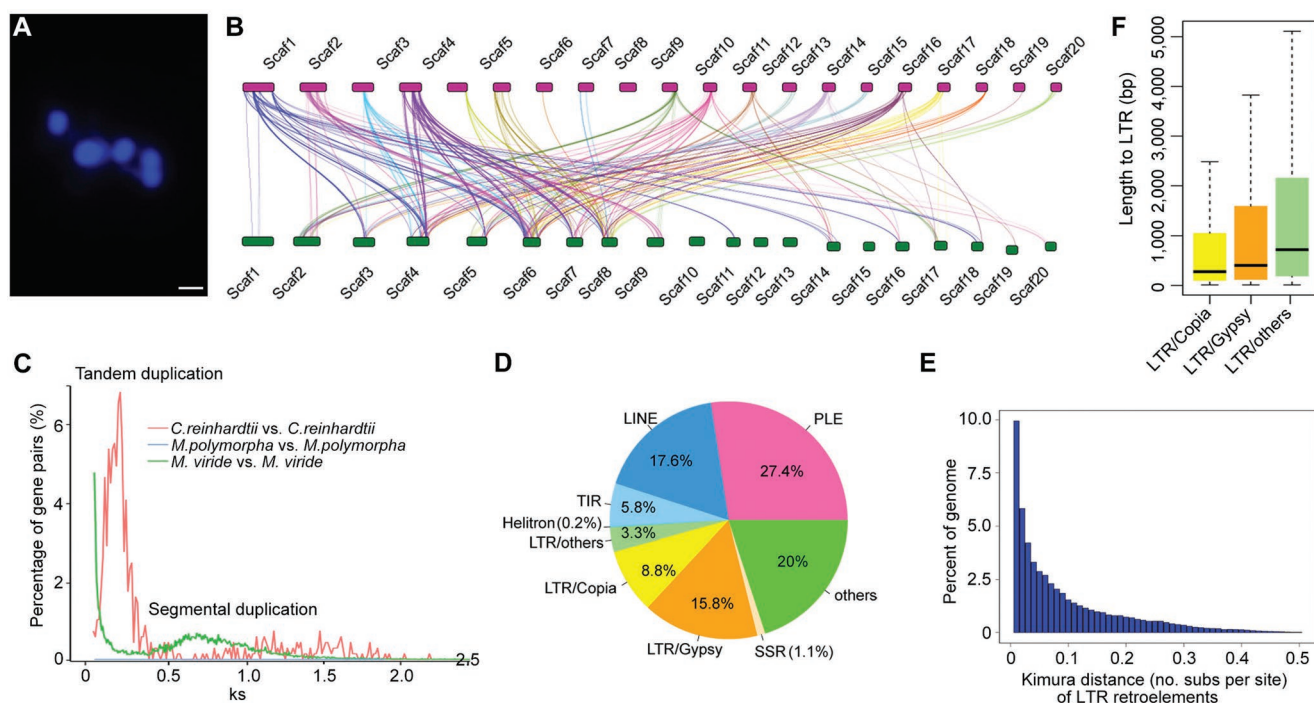 A
B
Scaf1
Scaf2
Scaf3
Scaf4
Scaf5
Scaf6
Scaf7
Scaf8
Scaf9
Scaf10
Scaf11
Scaf12
Scaf13
Scaf14
Scaf15
Scaf16
Scaf17
Scaf18
Scaf19
Scaf20
Scaf1
Scaf2
Scaf3
Scaf4
Scaf5
Scaf6
Scaf7
Scaf8
Scaf9
Scaf10
Scaf11
Scaf12
Scaf13
Scaf14
Scaf15
Scaf16
Scaf17
Scaf18
Scaf19
Scaf20
F
Length to LTR (bp)
5,000
4,000
3,000
2,000
1,000
0
LTR/Copia
LTR/Gypsy
LTR/others
C
Tandem duplication
Percentage of gene pairs (%)
6
4
2
0
C.reinhardtii vs. C.reinhardtii
M.polymorpha vs. M.polymorpha
M. viride vs. M. viride
Segmental duplication
0
0.5
1.0
1.5
2.0
2.5
ks
D
LINE
17.6%
PLE
27.4%
TIR
5.8%
Helitron (0.2%)
LTR/others
3.3%
LTR/Copia
8.8%
LTR/Gypsy
15.8%
SSR (1.1%)
others
20%
E
Percent of genome
10.0
7.5
5.0
2.5
0
0
0.1
0.2
0.3
0.4
0.5
Kimura distance (no. subs per site)
of LTR retroelements